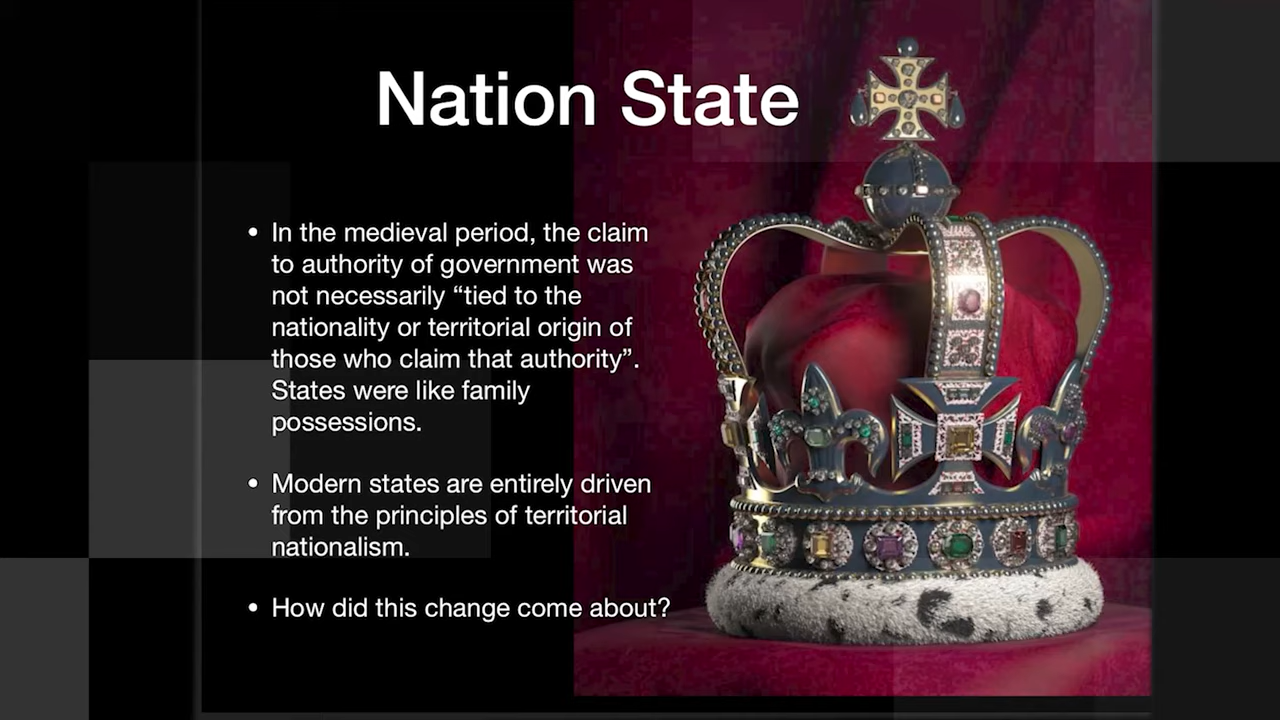 Nation State
• In the medieval period, the claim
to authority of government was
not necessarily “tied to the
nationality or territorial origin of
those who claim that authority”.
States were like family
possessions.
• Modern states are entirely driven
from the principles of territorial
nationalism.
• How did this change come about?